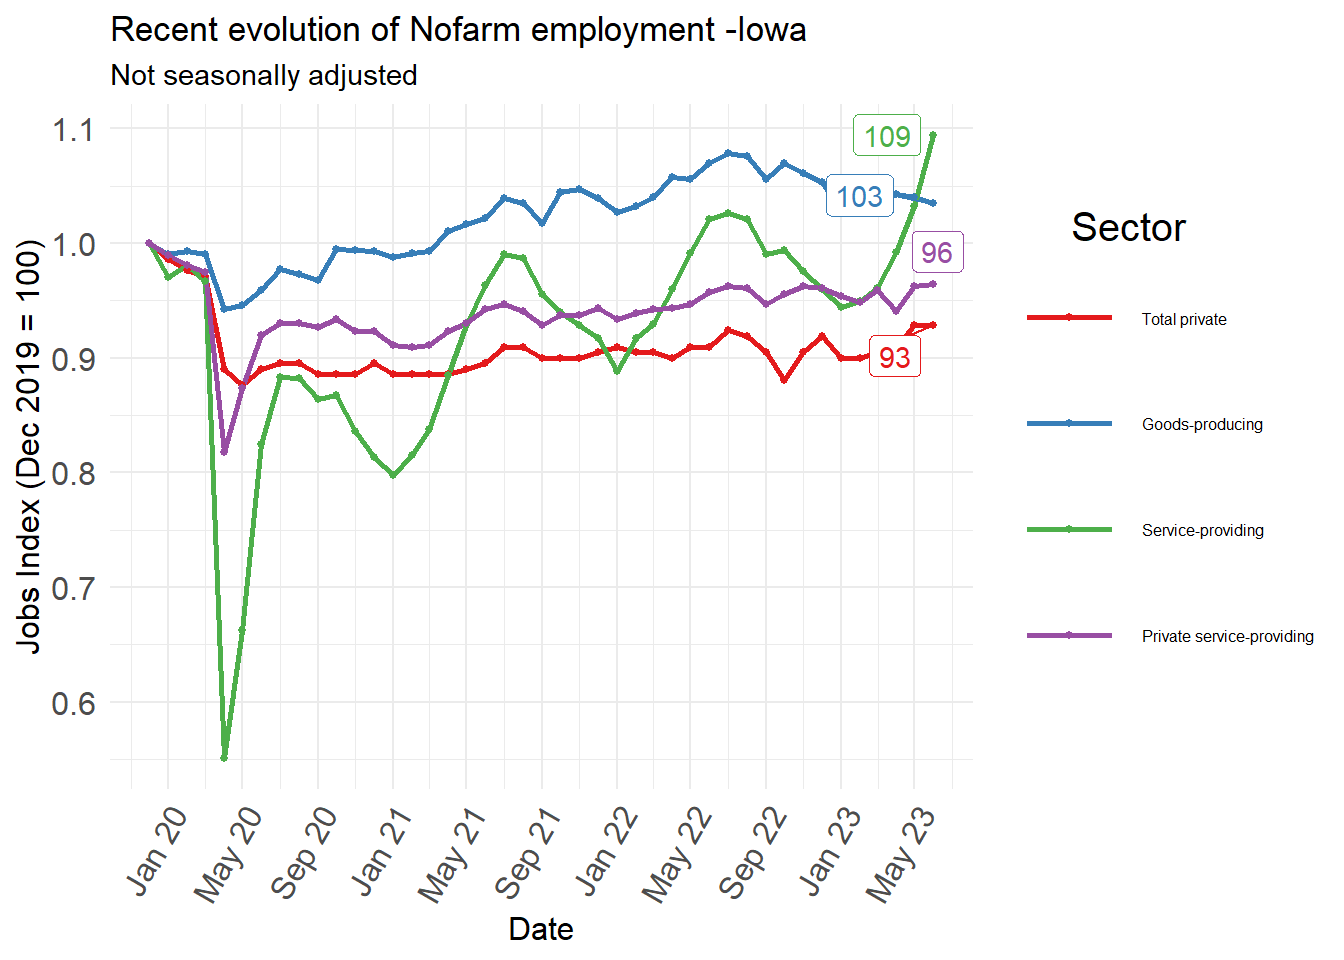 Recent evolution of Nofarm employment -Iowa
Not seasonally adjusted
Jobs Index (Dec 2019 = 100)
1.1
1.0
0.9
0.8
0.7
0.6
109
103
96
93
Jan 20
May 20
Sep 20
Jan 21
May 21
Sep 21
Jan 22
May 22
Sep 22
Jan 23
May 23
Date
Sector
Total private
Goods-producing
Service-providing
Private service-providing